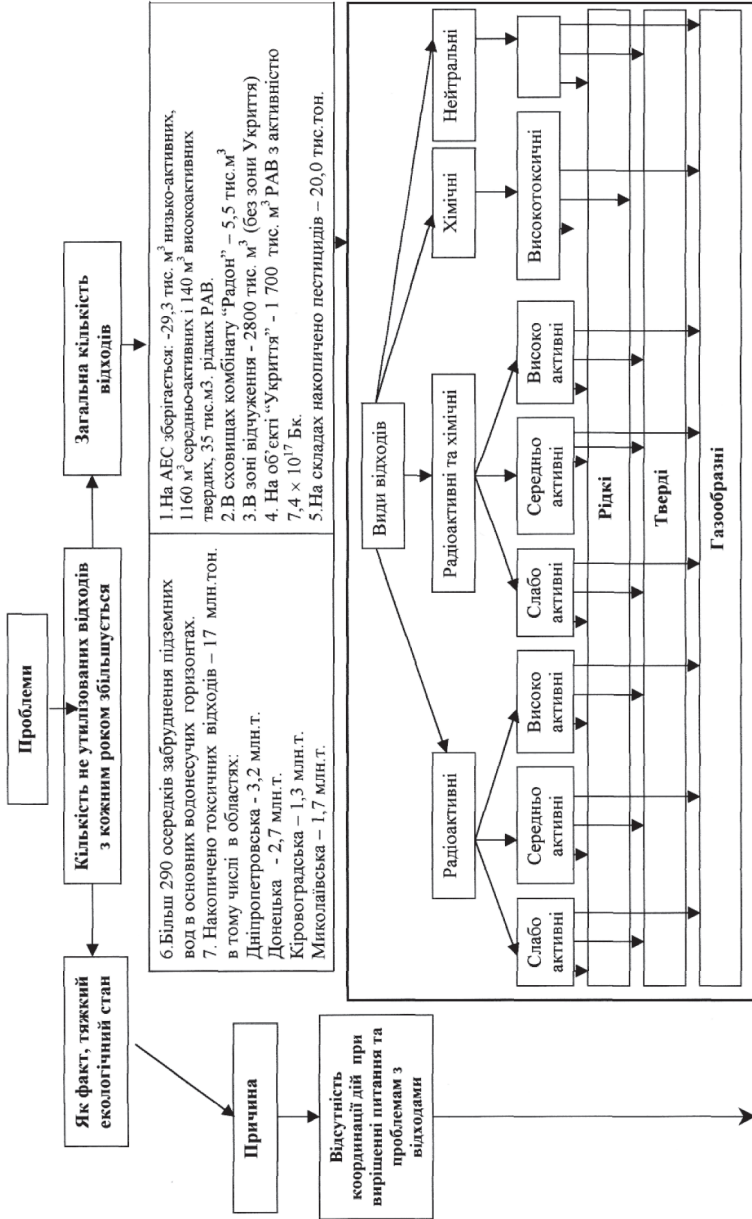 Проблеми
Кількість не утилізованих відходів
з кожним роком збільшується
Як факт, тяжкий
екологічний стан
Загальна кількість
відходів
Причина
Відсутність
координації дій при
вирішенні питання та
проблемам з
відходами
6.Більш 290 осередків забруднення підземних
вод в основних водонесучих горизонтах.
7. Накопичено токсичних відходів – 17 млн.тон.
в тому числі в областях:
Дніпропетровська - 3,2 млн.т.
Донецька - 2,7 млн.т.
Кіровоградська – 1,3 млн.т.
Миколаївська – 1,7 млн.т.
1.На АЕС зберігається: -29,3 тис. м³ низько-активних,
1160 м³ середньо-активних і 140 м³ високоактивних
твердих, 35 тис.м3. рідких РАВ.
2.В сховищах комбінату “Радон” – 5,5 тис.м³
3.В зоні відчуження - 2800 тис. м³ (без зони Укриття)
4. На об’єкті “Укриття” - 1 700 тис. м³ РАВ з активністю
7,4 × 10¹⁷ Бк.
5.На складах накопичено пестицидів – 20,0 тис.тон.
Види відходів
Радіоактивні
Радіоактивні та хімічні
Хімічні
Нейтральні
Слабо
активні
Середньо
активні
Високо
активні
Слабо
активні
Середньо
активні
Високо
активні
Високотоксичні
Рідкі
Тверді
Газообразні